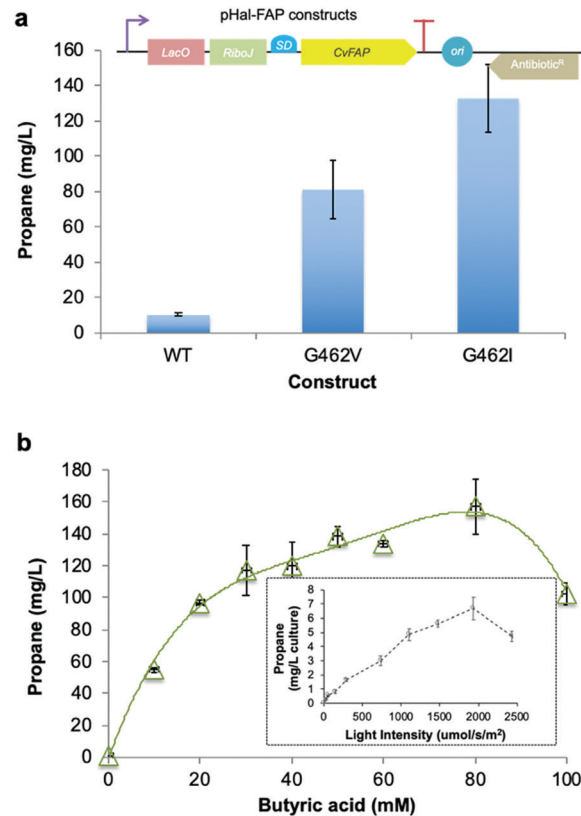 a
pHal-FAP constructs
LacO RiboJ SD CvFAP ori Antibioticᴿ
Propane (mg/L)
160
140
120
100
80
60
40
20
0
WT G462V G462I
Construct
b
Propane (mg/L)
180
160
140
120
100
80
60
40
20
0
0 20 40 60 80 100
Butyric acid (mM)
Propane
(mg/L culture)
8
7
6
5
4
3
2
1
0
0 500 1000 1500 2000 2500
Light Intensity (umol/s/m²)